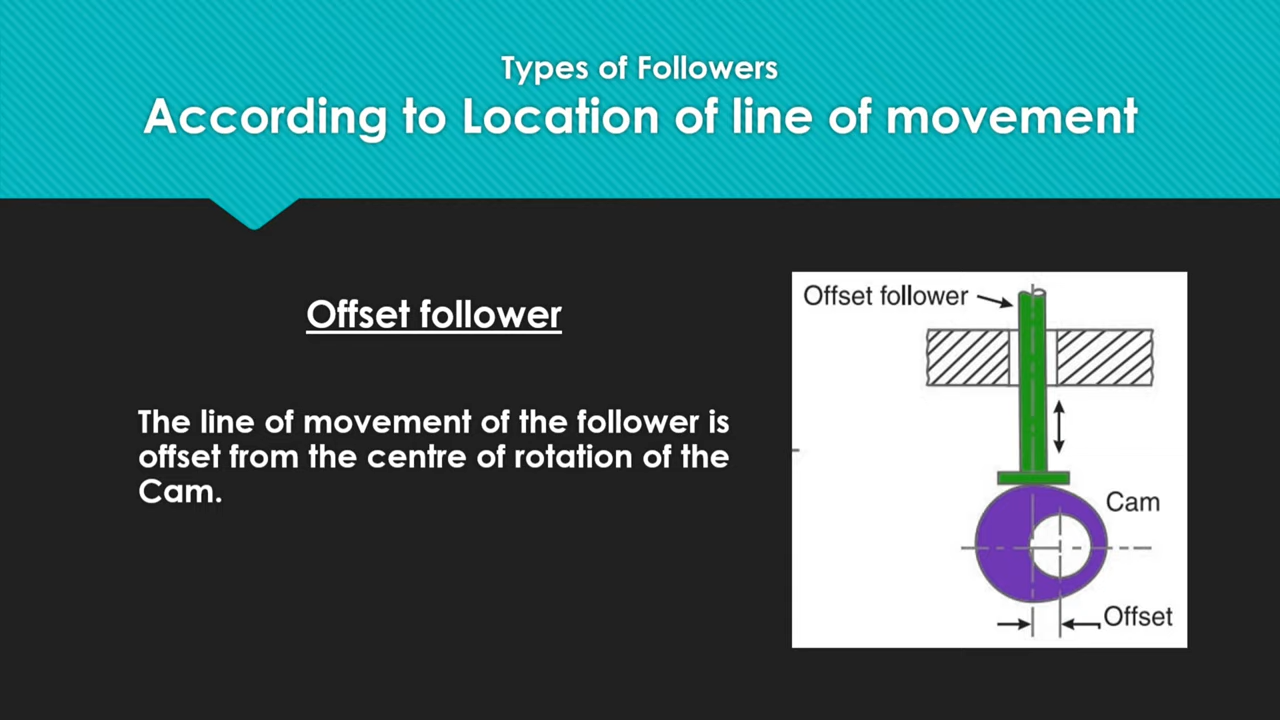 Types of Followers
According to Location of line of movement
Offset follower
The line of movement of the follower is
offset from the centre of rotation of the
Cam.
Offset follower
Cam
Offset